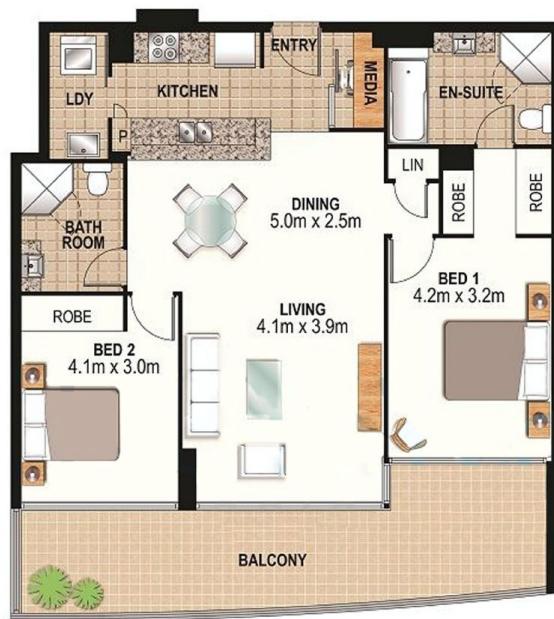 ENTRY
KITCHEN
MEDIA
EN-SUITE
LDY
P
LIN
ROBE
ROBE
BATH
ROOM
DINING
5.0m x 2.5m
BED 1
4.2m x 3.2m
ROBE
LIVING
4.1m x 3.9m
BED 2
4.1m x 3.0m
BALCONY